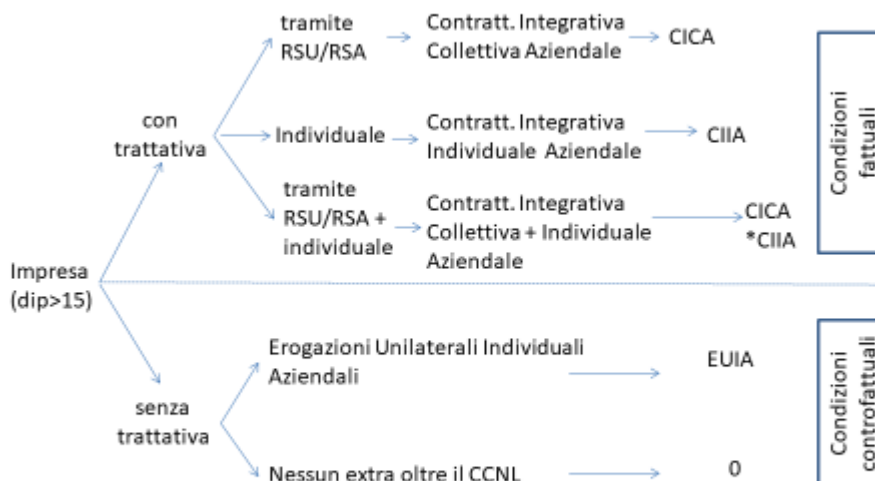 tramite
RSU/RSA
Contratt. Integrativa
Collettiva Aziendale
CICA
con
trattativa
Individuale
Contratt. Integrativa
Individuale Aziendale
CIIA
tramite
RSU/RSA +
individuale
Contratt. Integrativa
Collettiva + Individuale
Aziendale
CICA
*CIIA
Condizioni
fattuali
Impresa
(dip>15)
senza
trattativa
Erogazioni Unilaterali Individuali
Aziendali
EUIA
Nessun extra oltre il CCNL
0
Condizioni
controfattuali